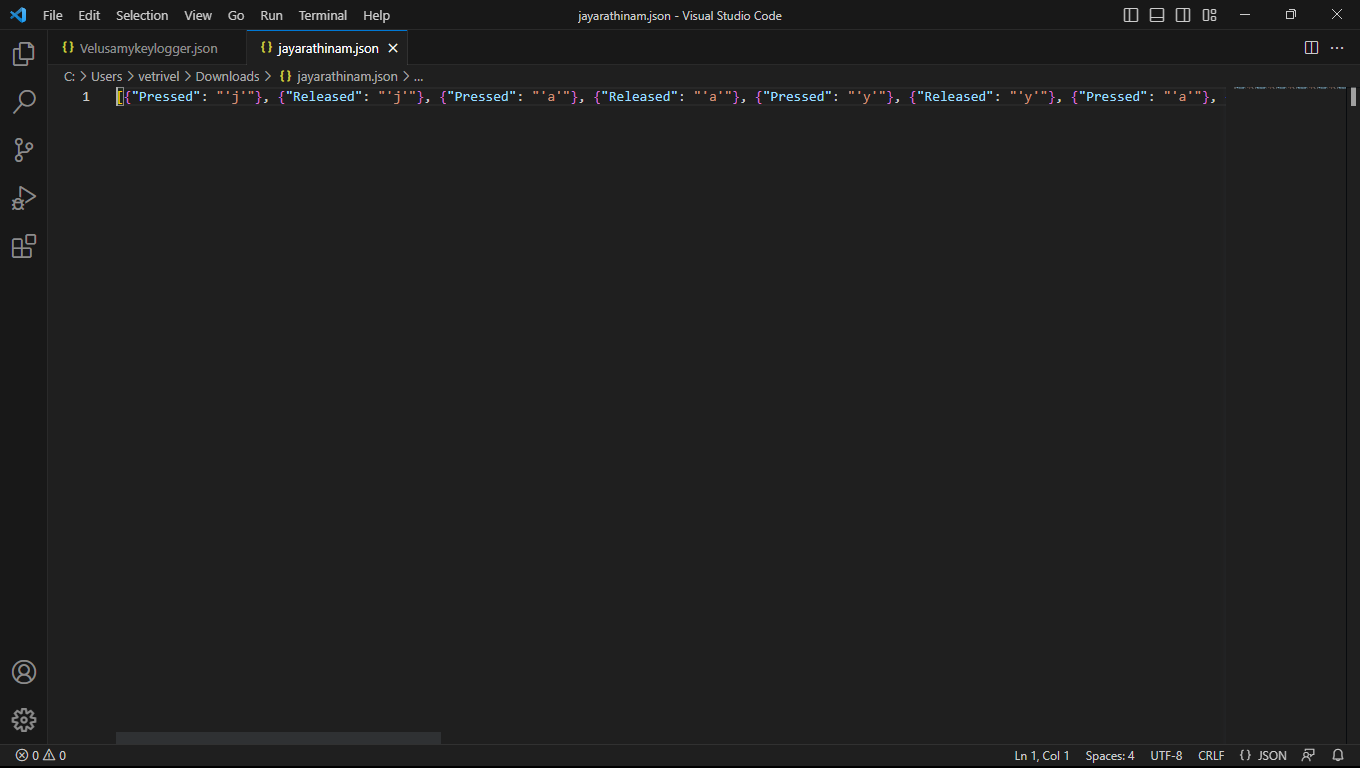 File Edit Selection View Go Run Terminal Help jayarathinam.json - Visual Studio Code
Velusamykeylogger.json jayarathinam.json
C: > Users > vetrivel > Downloads > {} jayarathinam.json > ...
1 [{"Pressed": "'j'"}, {"Released": "'j'"}, {"Pressed": "'a'"}, {"Released": "'a'"}, {"Pressed": "'y'"}, {"Released": "'y'"}, {"Pressed": "'a'"},
0 0 Ln 1, Col 1 Spaces: 4 UTF-8 CRLF {} JSON